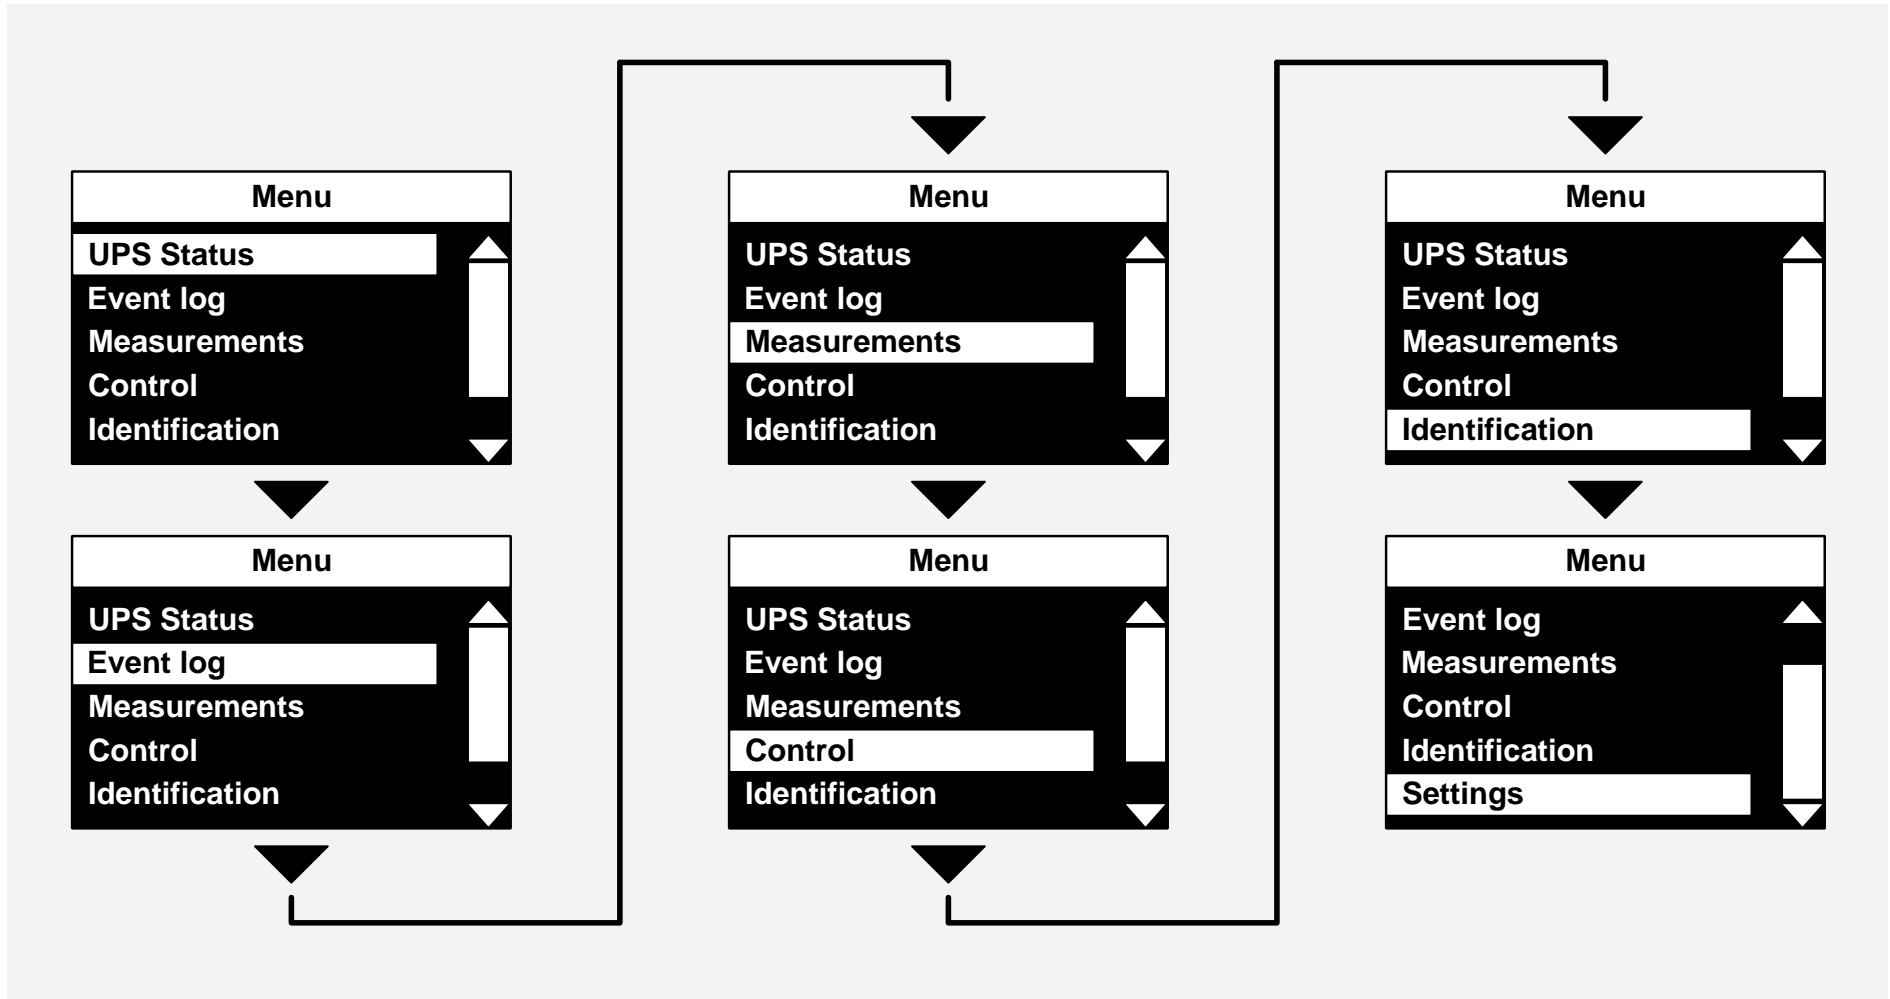 Menu
UPS Status
Event log
Measurements
Control
Identification
Menu
UPS Status
Event log
Measurements
Control
Identification
Menu
UPS Status
Event log
Measurements
Control
Identification
Menu
UPS Status
Event log
Measurements
Control
Identification
Menu
UPS Status
Event log
Measurements
Control
Identification
Menu
Event log
Measurements
Control
Identification
Settings